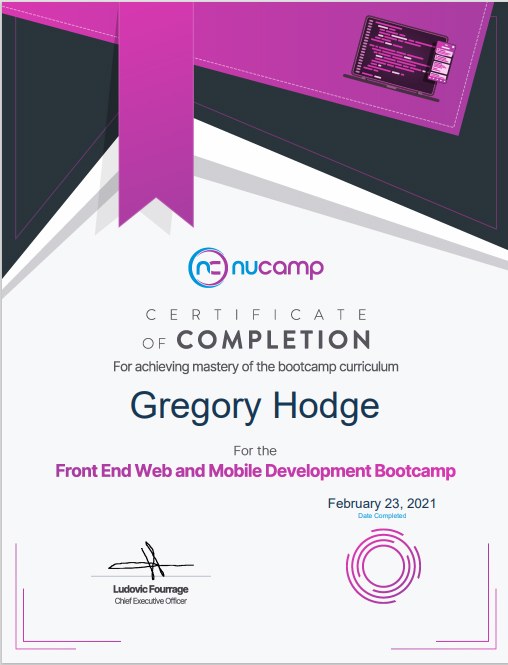 nc nucamp
CERTIFICATE
OF COMPLETION
For achieving mastery of the bootcamp curriculum
Gregory Hodge
For the
Front End Web and Mobile Development Bootcamp
February 23, 2021
Date Completed
Ludovic Fourrage
Chief Executive Officer